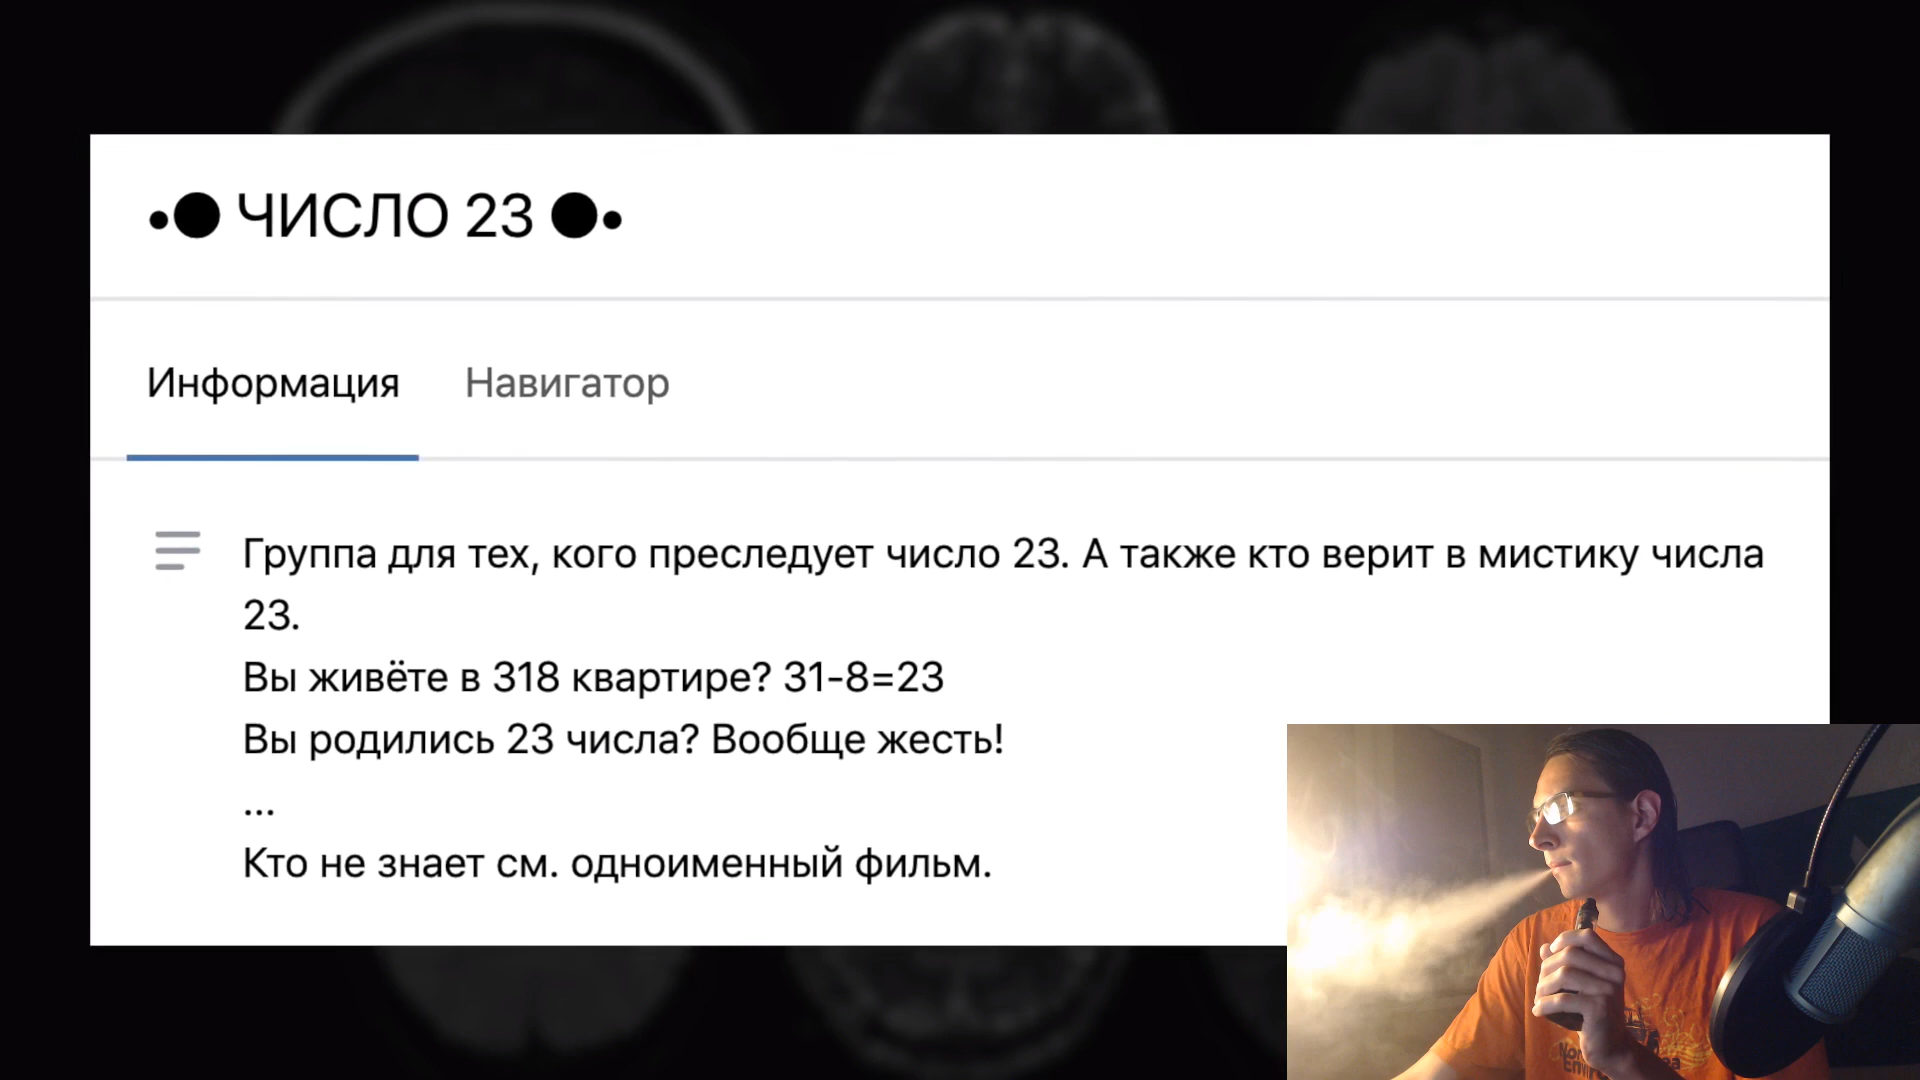 •● ЧИСЛО 23 ●•
Информация Навигатор
Группа для тех, кого преследует число 23. А также кто верит в мистику числа
23.
Вы живёте в 318 квартире? 31-8=23
Вы родились 23 числа? Вообще жесть!
...
Кто не знает см. одноименный фильм.